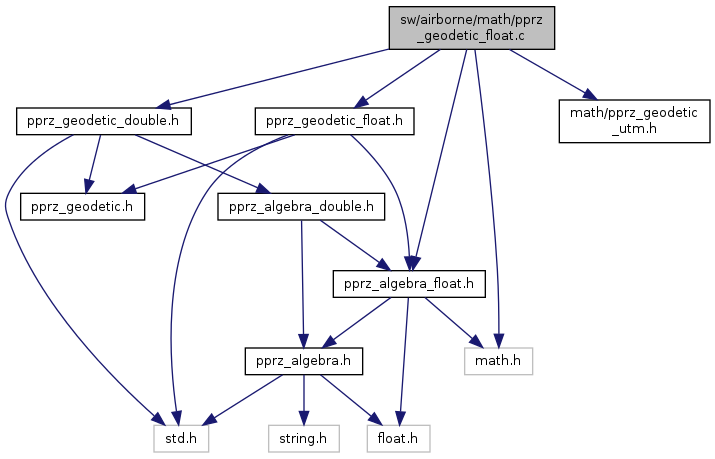 sw/airborne/math/pprz
_geodetic_float.c
pprz_geodetic_double.h
pprz_geodetic_float.h
math/pprz_geodetic
_utm.h
pprz_geodetic.h
pprz_algebra_double.h
pprz_algebra_float.h
pprz_algebra.h
math.h
std.h
string.h
float.h